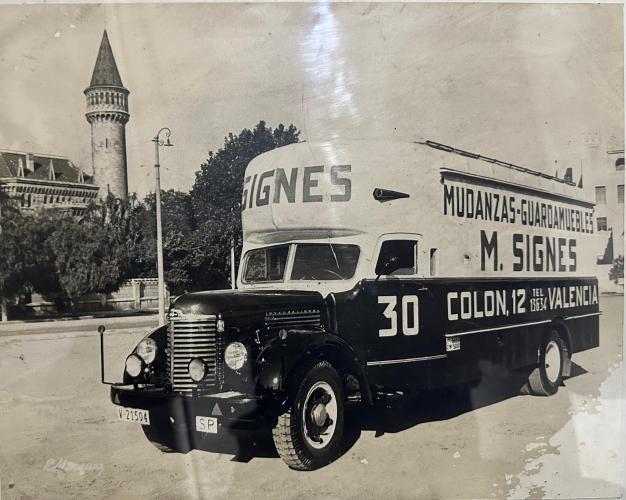 SIGNES
MUDANZAS-GUARDAMUEBLES
M. SIGNES
30
COLON, 12 TEL. 13634 VALENCIA
V-21504
SP